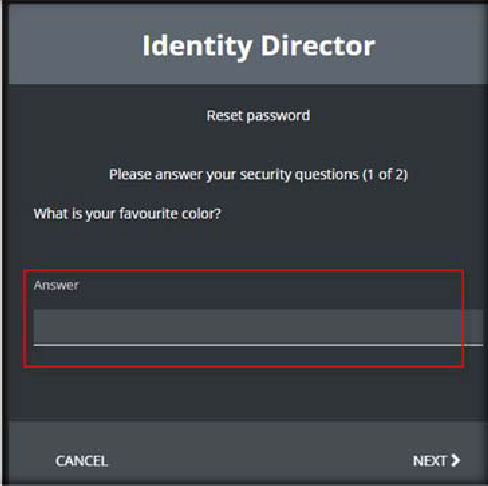 Identity Director
Reset password
Please answer your security questions (1 of 2)
What is your favourite color?
Answer
CANCEL
NEXT